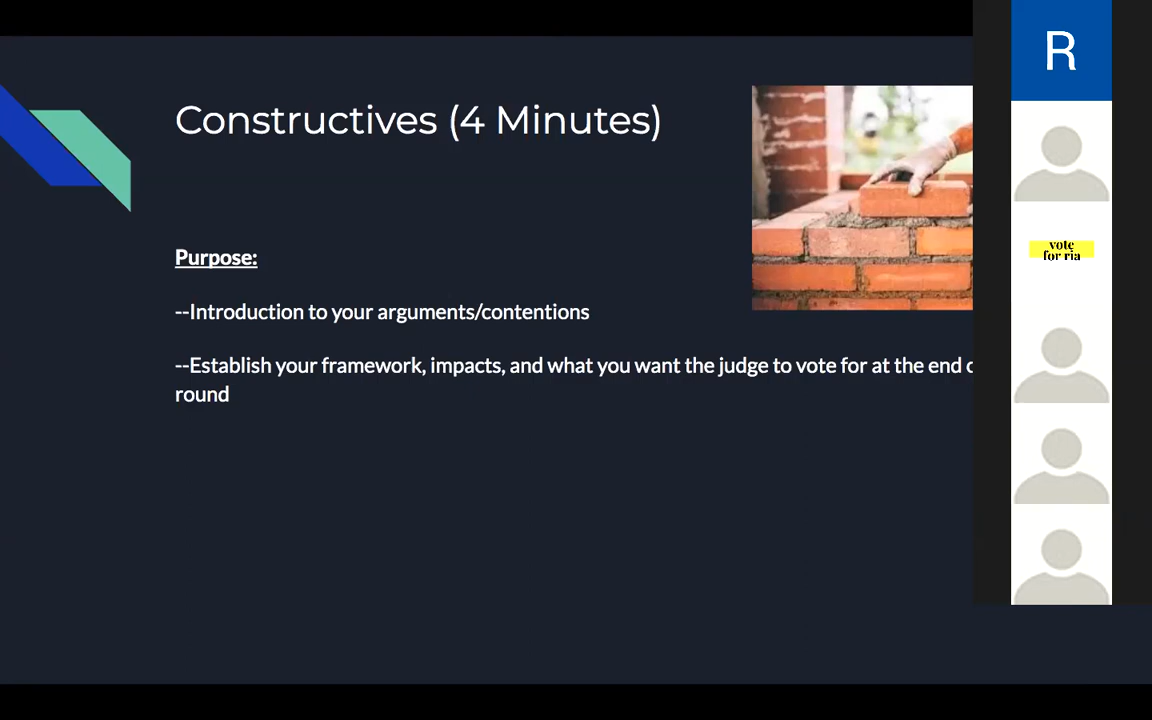 Constructives (4 Minutes)
Purpose:
--Introduction to your arguments/contentions
--Establish your framework, impacts, and what you want the judge to vote for at the end
round
R
vote
for ria